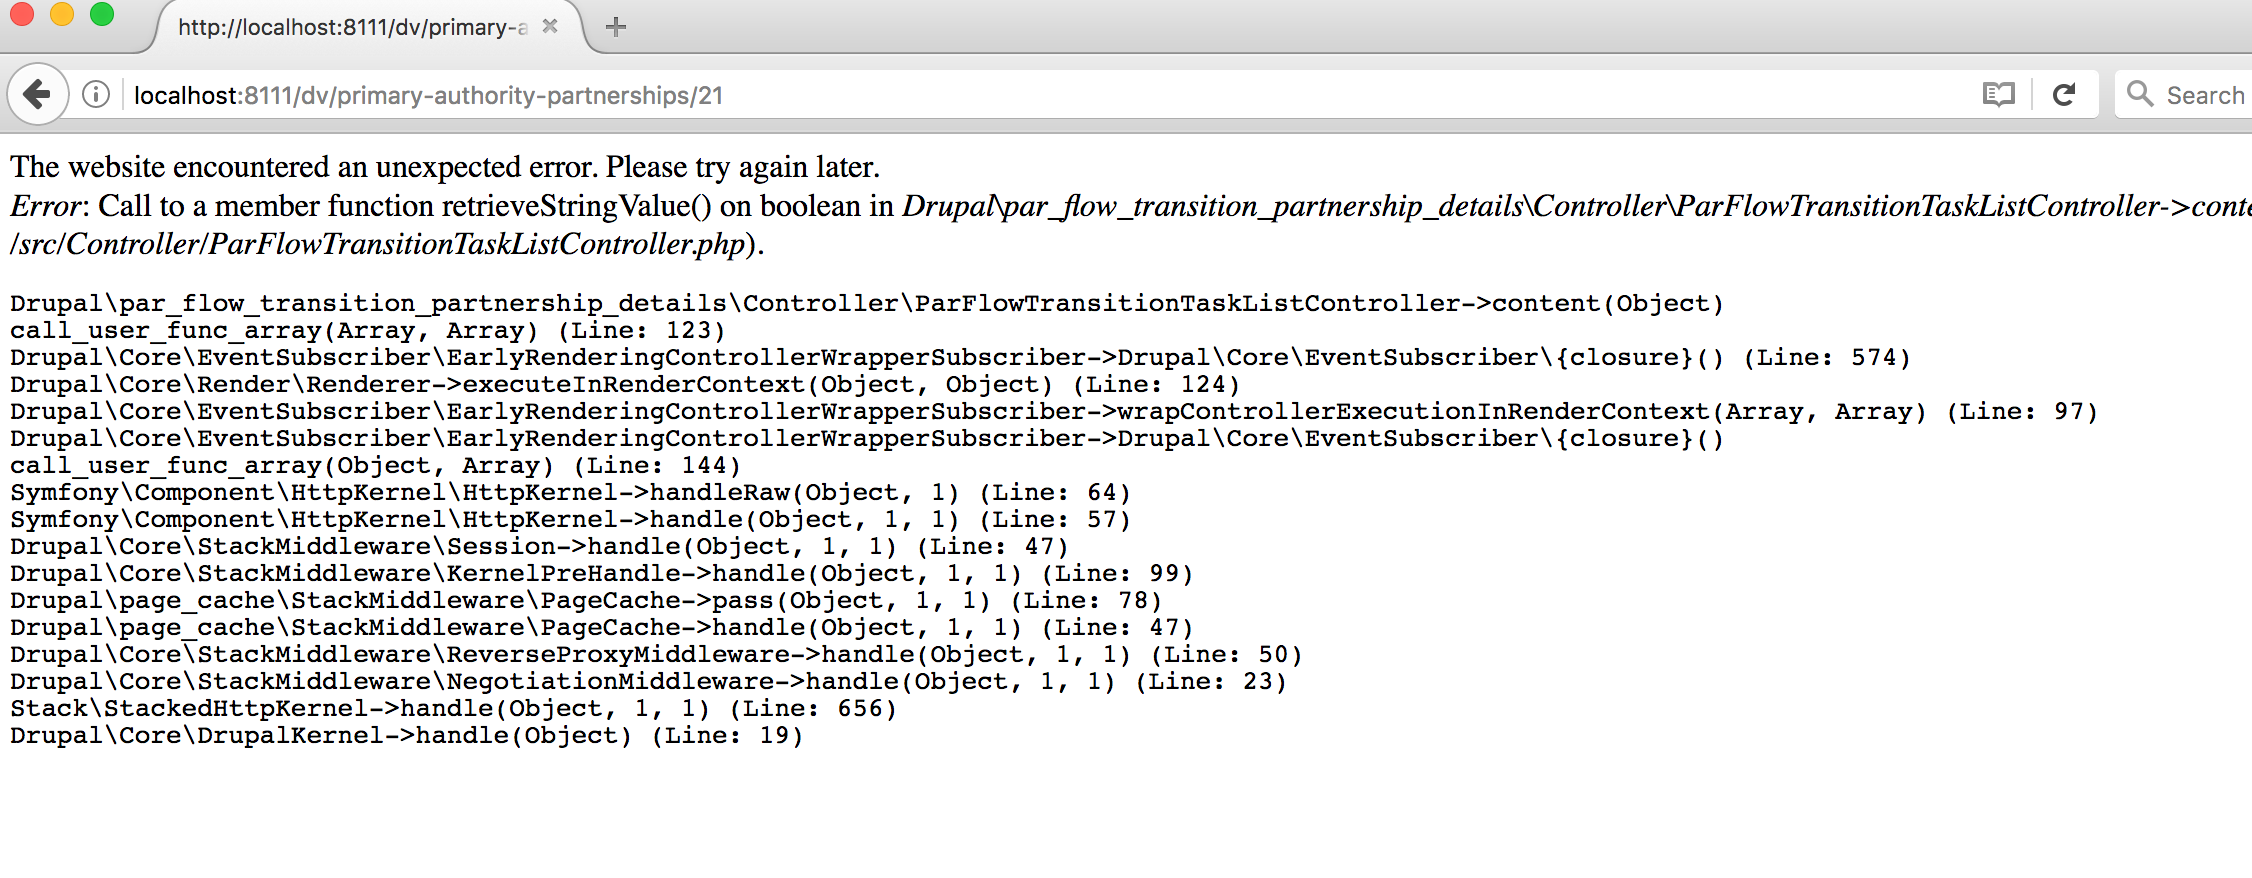 http://localhost:8111/dv/primary-a
localhost:8111/dv/primary-authority-partnerships/21
Search
The website encountered an unexpected error. Please try again later.
Error: Call to a member function retrieveStringValue() on boolean in Drupal\par_flow_transition_partnership_details\Controller\ParFlowTransitionTaskListController->conte
/src/Controller/ParFlowTransitionTaskListController.php).
Drupal\par_flow_transition_partnership_details\Controller\ParFlowTransitionTaskListController->content(Object)
call_user_func_array(Array, Array) (Line: 123)
Drupal\Core\EventSubscriber\EarlyRenderingControllerWrapperSubscriber->Drupal\Core\EventSubscriber\{closure}() (Line: 574)
Drupal\Core\Render\Renderer->executeInRenderContext(Object, Object) (Line: 124)
Drupal\Core\EventSubscriber\EarlyRenderingControllerWrapperSubscriber->wrapControllerExecutionInRenderContext(Array, Array) (Line: 97)
Drupal\Core\EventSubscriber\EarlyRenderingControllerWrapperSubscriber->Drupal\Core\EventSubscriber\{closure}()
call_user_func_array(Object, Array) (Line: 144)
Symfony\Component\HttpKernel\HttpKernel->handleRaw(Object, 1) (Line: 64)
Symfony\Component\HttpKernel\HttpKernel->handle(Object, 1, 1) (Line: 57)
Drupal\Core\StackMiddleware\Session->handle(Object, 1, 1) (Line: 47)
Drupal\Core\StackMiddleware\KernelPreHandle->handle(Object, 1, 1) (Line: 99)
Drupal\page_cache\StackMiddleware\PageCache->pass(Object, 1, 1) (Line: 78)
Drupal\page_cache\StackMiddleware\PageCache->handle(Object, 1, 1) (Line: 47)
Drupal\Core\StackMiddleware\ReverseProxyMiddleware->handle(Object, 1, 1) (Line: 50)
Drupal\Core\StackMiddleware\NegotiationMiddleware->handle(Object, 1, 1) (Line: 23)
Stack\StackedHttpKernel->handle(Object, 1, 1) (Line: 656)
Drupal\Core\DrupalKernel->handle(Object) (Line: 19)